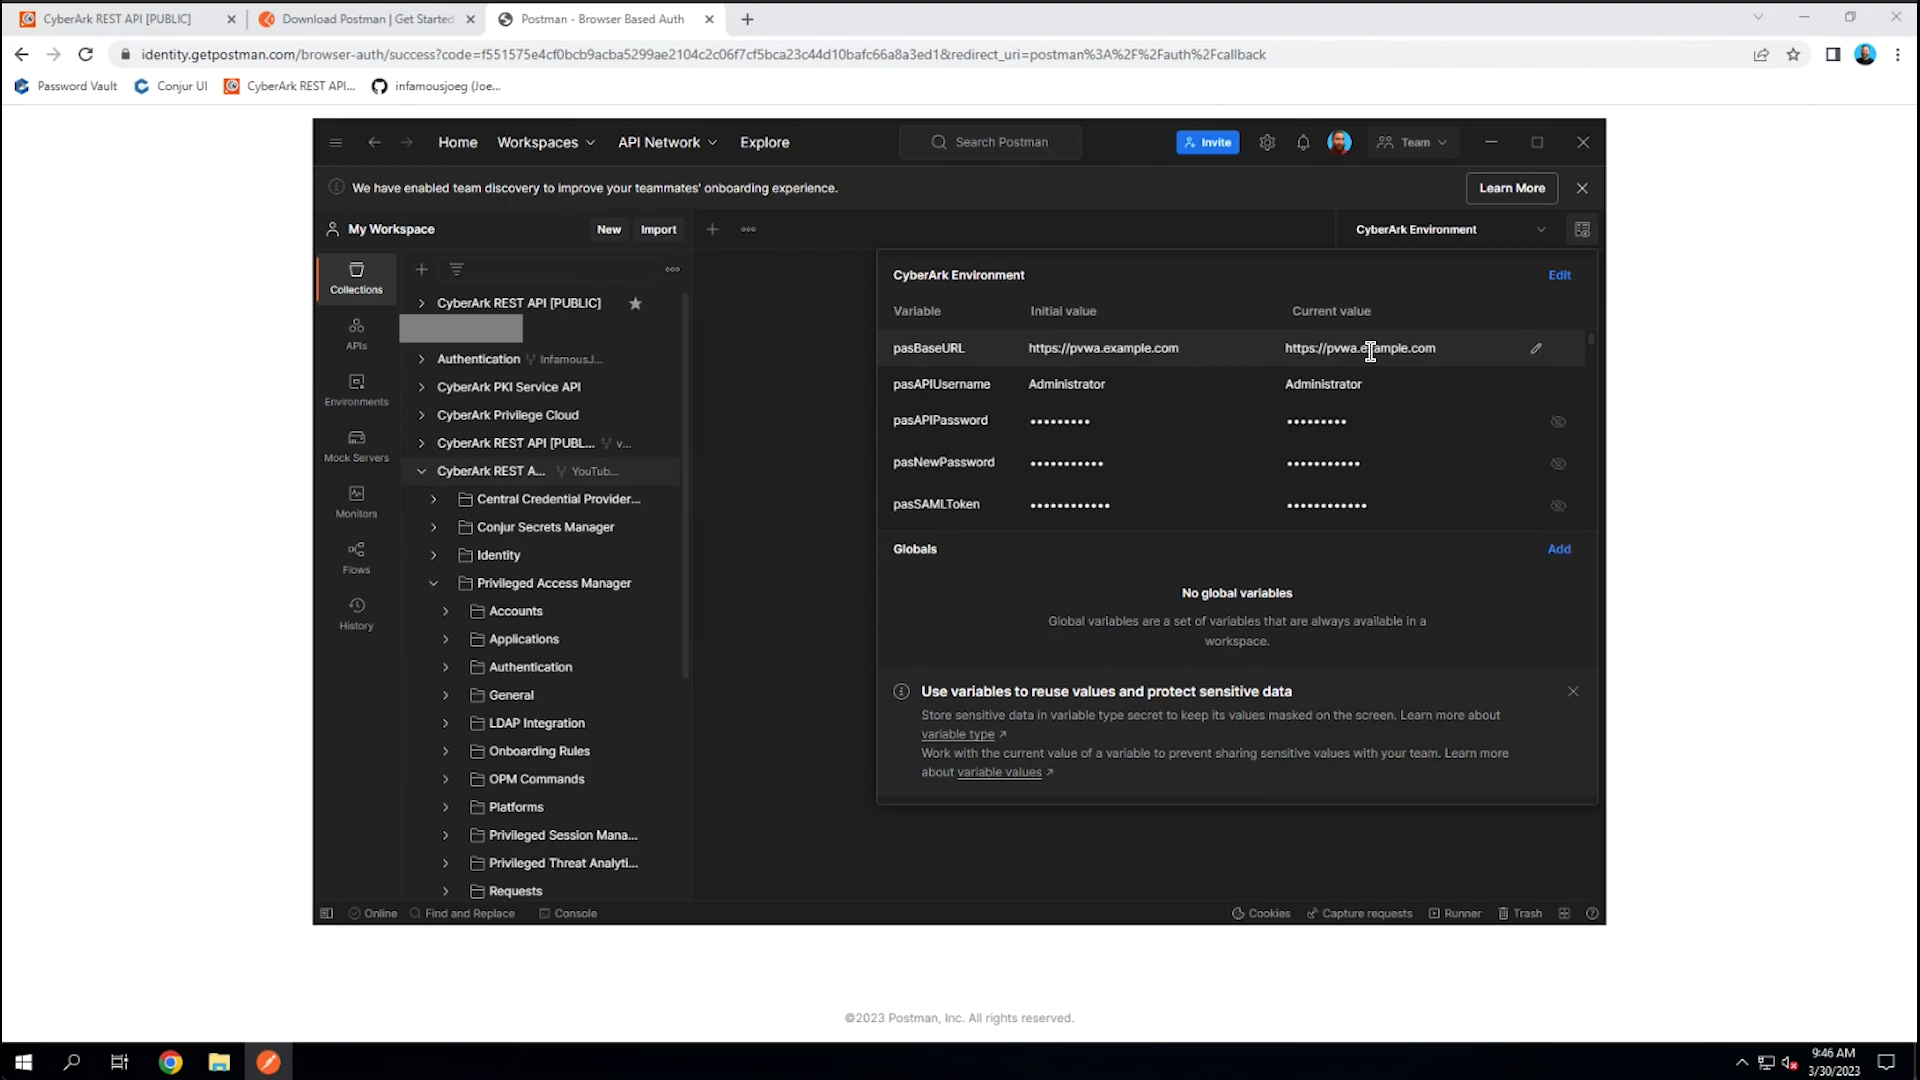 CyberArk REST API [PUBLIC]
Download Postman | Get Started
Postman - Browser Based Auth
identity.getpostman.com/browser-auth/success?code=f551575e4cf0bcb9acba5299ae2104c2c06f7cf5bca23c44d10bafc66a8a3ed1&redirect_uri=postman%3A%2F%2Fauth%2Fcallback
Password Vault
Conjur UI
CyberArk REST API...
infamousjoeg (Joe...
Home
Workspaces
API Network
Explore
Search Postman
Invite
Team
We have enabled team discovery to improve your teammates' onboarding experience.
Learn More
My Workspace
New
Import
CyberArk Environment
Collections
APIs
Environments
Mock Servers
Monitors
Flows
History
CyberArk REST API [PUBLIC]
Authentication
InfamousJ...
CyberArk PKI Service API
CyberArk Privilege Cloud
CyberArk REST API [PUBL...
v...
CyberArk REST A...
YouTub...
Central Credential Provider...
Conjur Secrets Manager
Identity
Privileged Access Manager
Accounts
Applications
Authentication
General
LDAP Integration
Onboarding Rules
OPM Commands
Platforms
Privileged Session Mana...
Privileged Threat Analyti...
Requests
CyberArk Environment
Edit
Variable
Initial value
Current value
pasBaseURL
https://pvwa.example.com
https://pvwa.example.com
pasAPIUsername
Administrator
Administrator
pasAPIPassword
•••••••••
•••••••••
pasNewPassword
•••••••••••
•••••••••••
pasSAMLToken
••••••••••••
••••••••••••
Globals
Add
No global variables
Global variables are a set of variables that are always available in a
workspace.
Use variables to reuse values and protect sensitive data
Store sensitive data in variable type secret to keep its values masked on the screen. Learn more about
variable type ↗
Work with the current value of a variable to prevent sharing sensitive values with your team. Learn more
about variable values ↗
Online
Find and Replace
Console
Cookies
Capture requests
Runner
Trash
©2023 Postman, Inc. All rights reserved.
9:46 AM
3/30/2023